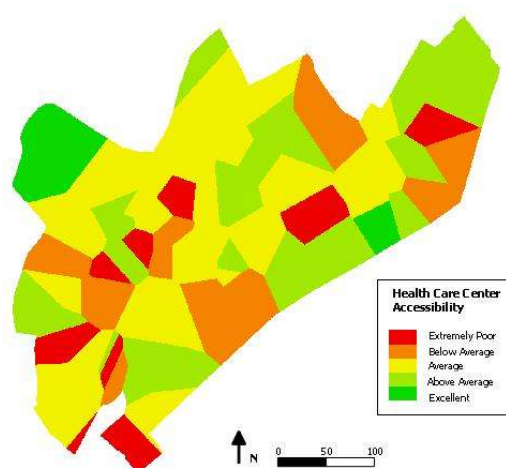 Health Care Center
Accessibility
Extremely Poor
Below Average
Average
Above Average
Excellent
N
0 50 100